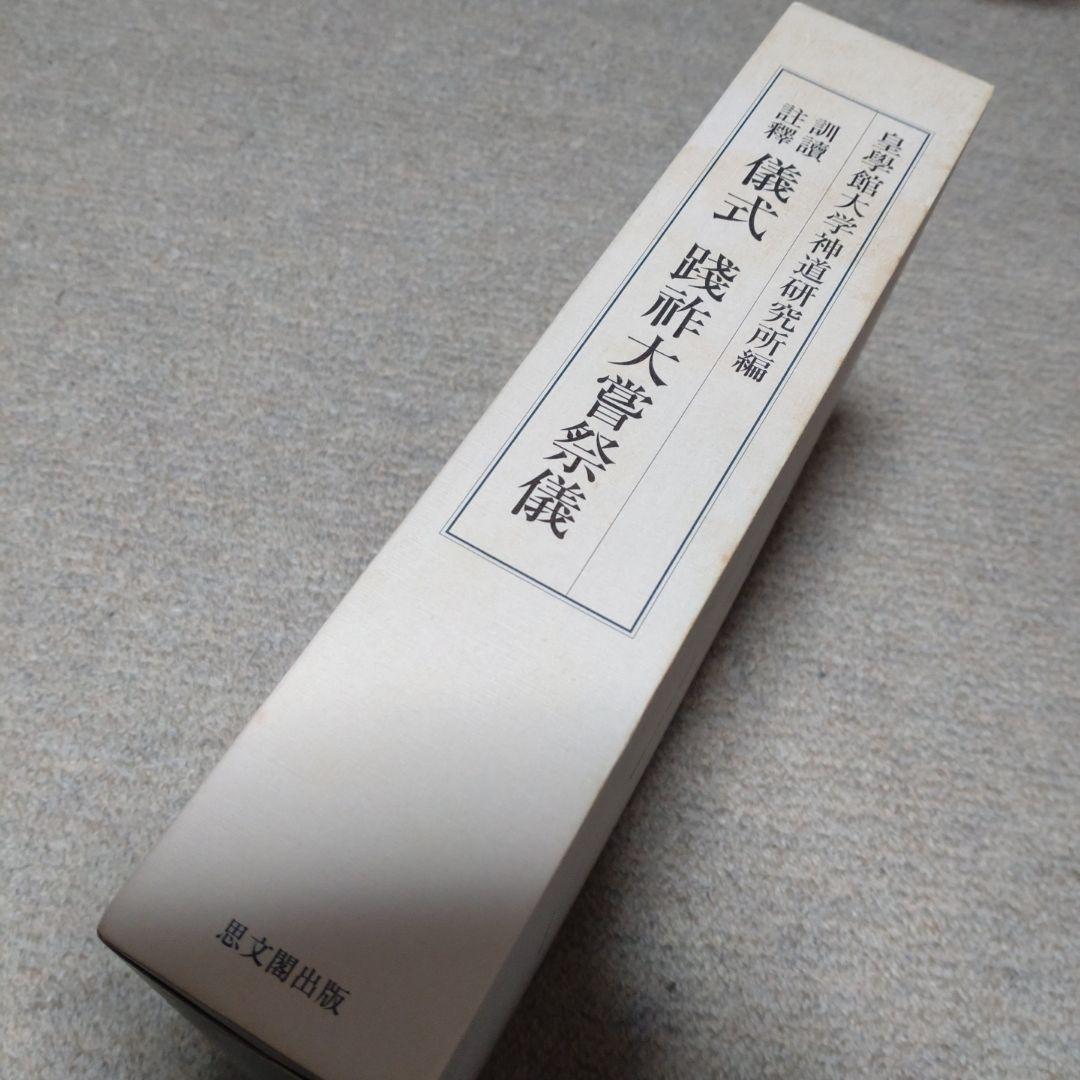 皇學館大学神道研究所編
訓讀
註釋
儀式 踐祚大嘗祭儀
思文閣出版